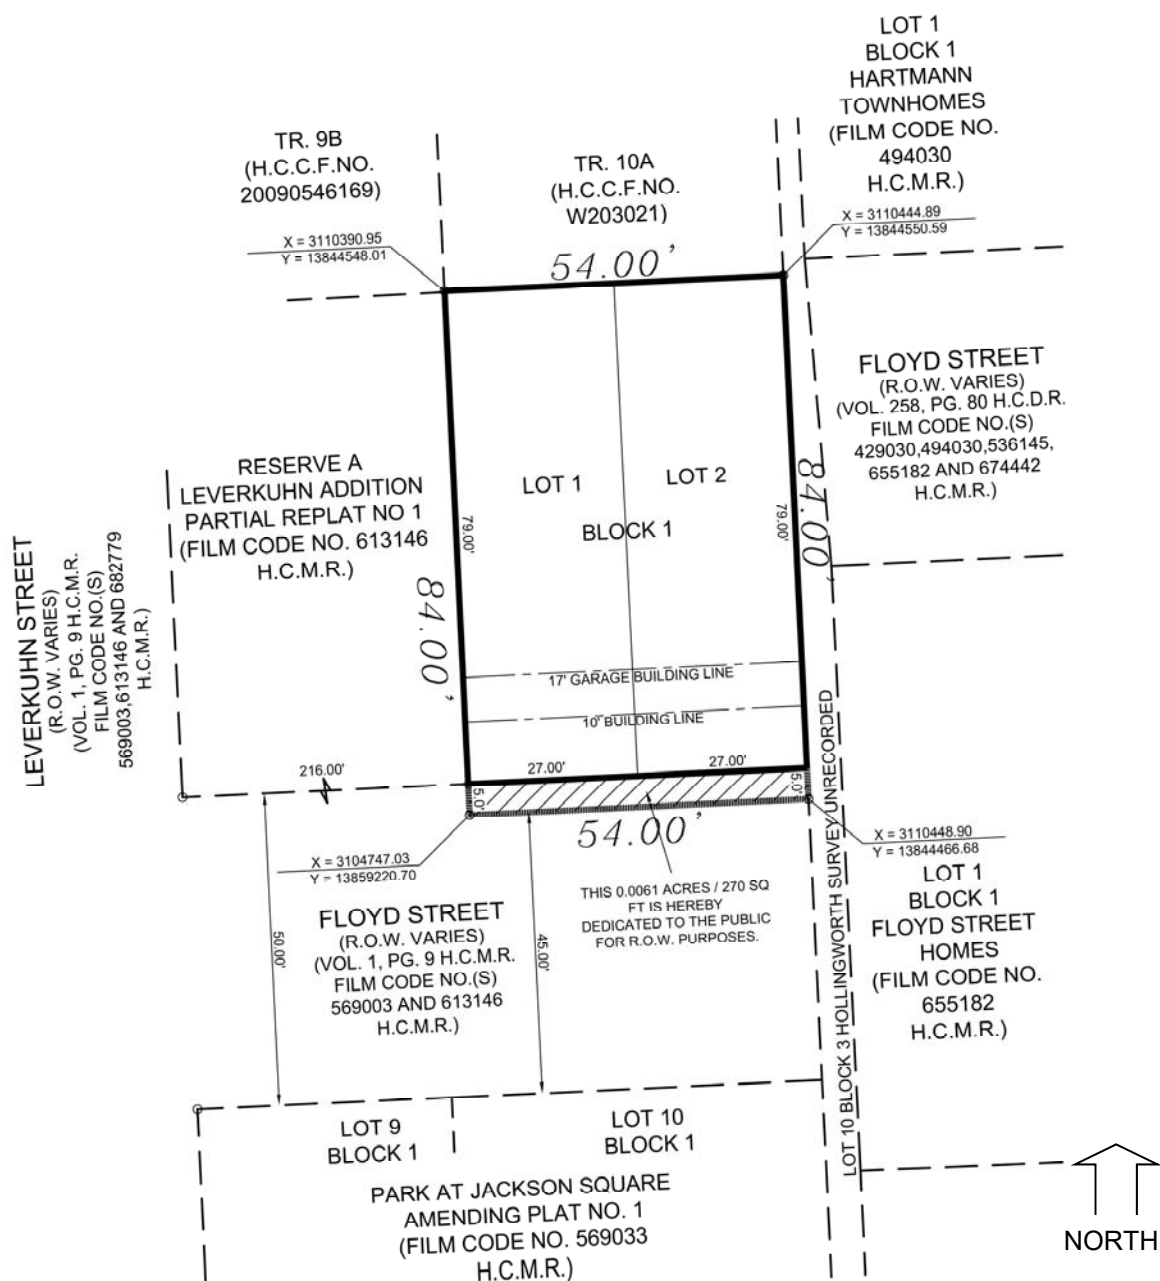 LOT 1
BLOCK 1
HARTMANN
TOWNHOMES
(FILM CODE NO.
494030
H.C.M.R.)
TR. 9B
(H.C.C.F.NO.
20090546169)
TR. 10A
(H.C.C.F.NO.
W203021)
X = 3110390.95
Y = 13844548.01
X = 3110444.89
Y = 13844550.59
54.00'
FLOYD STREET
(R.O.W. VARIES)
(VOL. 258, PG. 80 H.C.D.R.
FILM CODE NO.(S)
429030,494030,536145,
655182 AND 674442
H.C.M.R.)
RESERVE A
LEVERKUHN ADDITION
PARTIAL REPLAT NO 1
(FILM CODE NO. 613146
H.C.M.R.)
LEVERKUHN STREET
(R.O.W. VARIES)
(VOL. 1, PG. 9 H.C.M.R.
FILM CODE NO.(S)
569003,613146 AND 682779
H.C.M.R.)
LOT 1
LOT 2
BLOCK 1
79.00'
79.00'
84.00'
84.00'
17' GARAGE BUILDING LINE
10' BUILDING LINE
216.00'
27.00'
27.00'
5.0'
5.0'
54.00'
X = 3104747.03
Y = 13859220.70
X = 3110448.90
Y = 13844466.68
THIS 0.0061 ACRES / 270 SQ
FT IS HEREBY
DEDICATED TO THE PUBLIC
FOR R.O.W. PURPOSES.
FLOYD STREET
(R.O.W. VARIES)
(VOL. 1, PG. 9 H.C.M.R.
FILM CODE NO.(S)
569003 AND 613146
H.C.M.R.)
50.00'
45.00'
LOT 10 BLOCK 3 HOLLINGWORTH SURVEY UNRECORDED
LOT 1
BLOCK 1
FLOYD STREET
HOMES
(FILM CODE NO.
655182
H.C.M.R.)
LOT 9
BLOCK 1
LOT 10
BLOCK 1
PARK AT JACKSON SQUARE
AMENDING PLAT NO. 1
(FILM CODE NO. 569033
H.C.M.R.)
NORTH